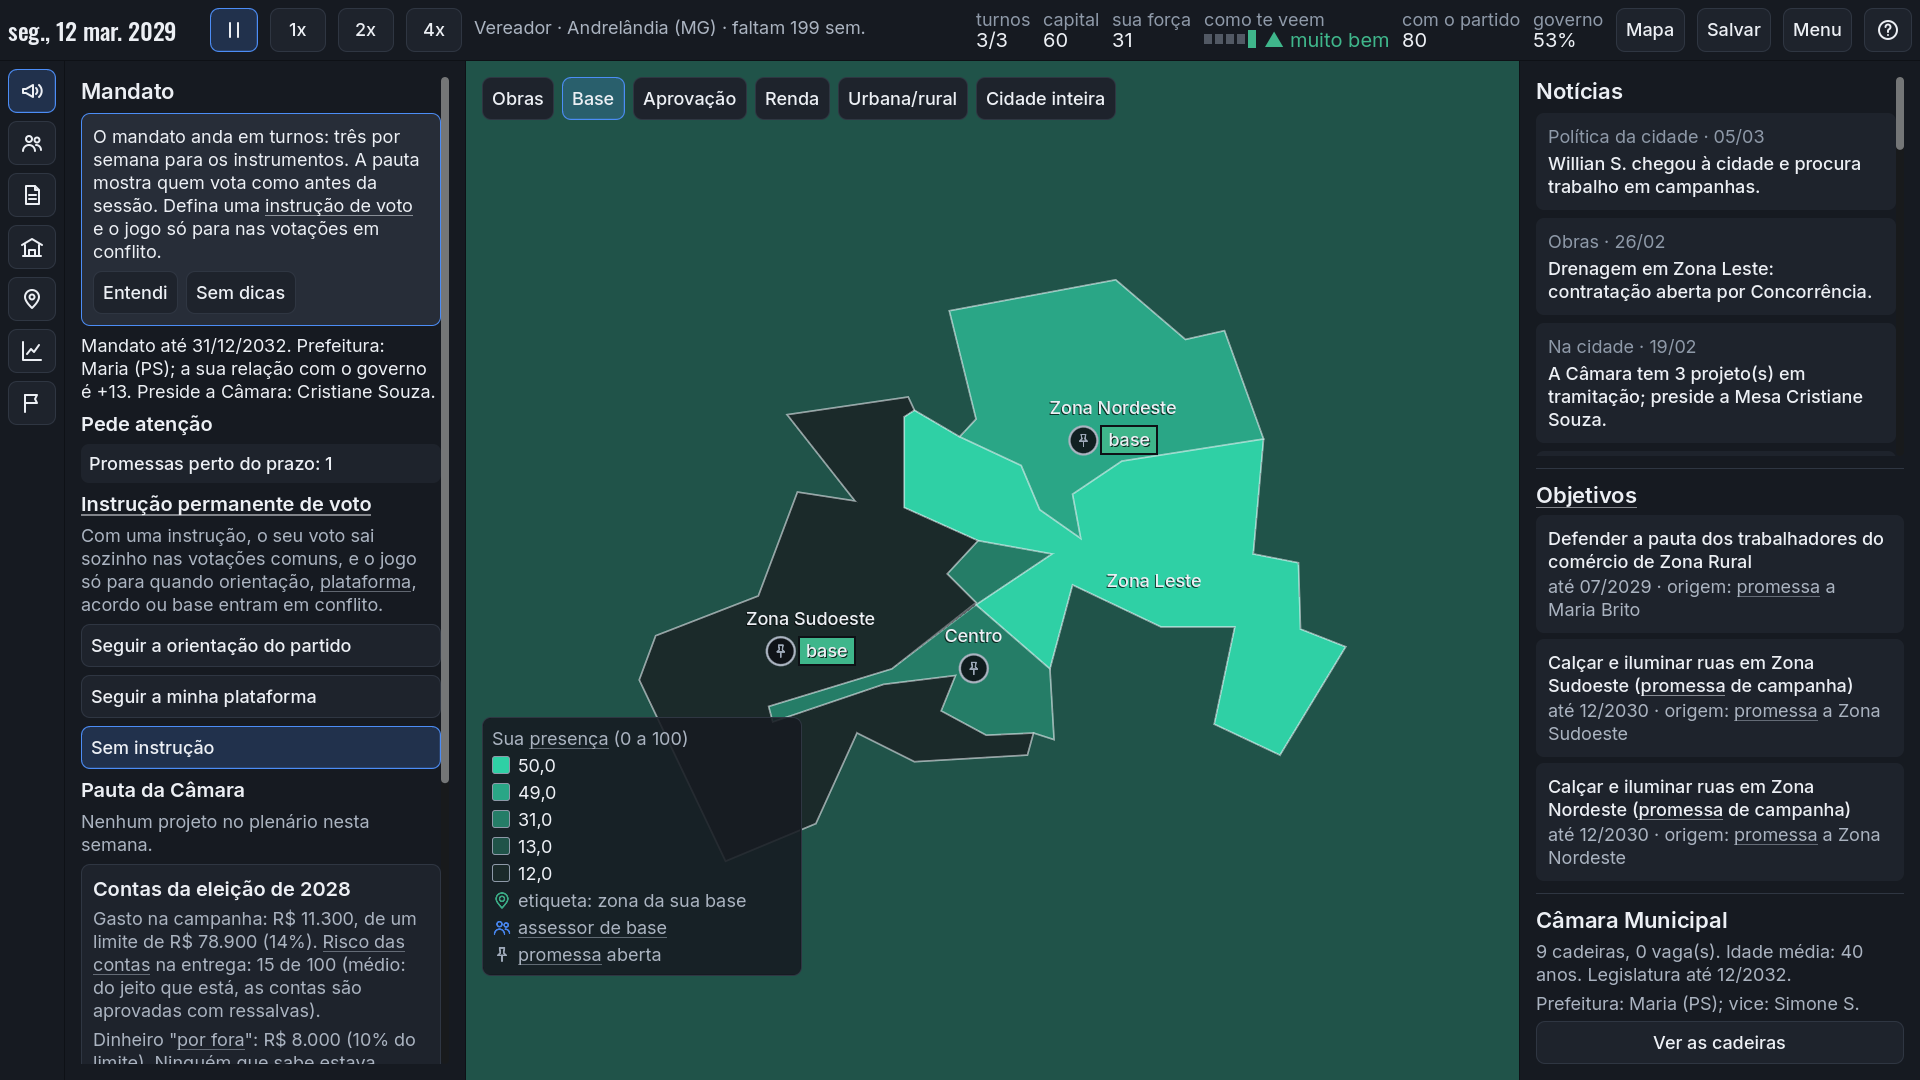 seg., 12 mar. 2029
1x
2x
4x
Vereador · Andrelândia (MG) · faltam 199 sem.
turnos
3/3
capital
60
sua força
31
como te veem
muito bem
com o partido
80
governo
53%
Mapa
Salvar
Menu
Mandato
O mandato anda em turnos: três por
semana para os instrumentos. A pauta
mostra quem vota como antes da
sessão. Defina uma instrução de voto
e o jogo só para nas votações em
conflito.
Entendi
Sem dicas
Mandato até 31/12/2032. Prefeitura:
Maria (PS); a sua relação com o governo
é +13. Preside a Câmara: Cristiane Souza.
Pede atenção
Promessas perto do prazo: 1
Instrução permanente de voto
Com uma instrução, o seu voto sai
sozinho nas votações comuns, e o jogo
só para quando orientação, plataforma,
acordo ou base entram em conflito.
Seguir a orientação do partido
Seguir a minha plataforma
Sem instrução
Pauta da Câmara
Nenhum projeto no plenário nesta
semana.
Contas da eleição de 2028
Gasto na campanha: R$ 11.300, de um
limite de R$ 78.900 (14%). Risco das
contas na entrega: 15 de 100 (médio:
do jeito que está, as contas são
aprovadas com ressalvas).
Dinheiro "por fora": R$ 8.000 (10% do
limite). Ninguém que sabe estava
Obras
Base
Aprovação
Renda
Urbana/rural
Cidade inteira
Zona Nordeste
base
Zona Leste
Zona Sudoeste
base
Centro
Sua presença (0 a 100)
50,0
49,0
31,0
13,0
12,0
etiqueta: zona da sua base
assessor de base
promessa aberta
Notícias
Política da cidade · 05/03
Willian S. chegou à cidade e procura
trabalho em campanhas.
Obras · 26/02
Drenagem em Zona Leste:
contratação aberta por Concorrência.
Na cidade · 19/02
A Câmara tem 3 projeto(s) em
tramitação; preside a Mesa Cristiane
Souza.
Objetivos
Defender a pauta dos trabalhadores do
comércio de Zona Rural
até 07/2029 · origem: promessa a
Maria Brito
Calçar e iluminar ruas em Zona
Sudoeste (promessa de campanha)
até 12/2030 · origem: promessa a Zona
Sudoeste
Calçar e iluminar ruas em Zona
Nordeste (promessa de campanha)
até 12/2030 · origem: promessa a Zona
Nordeste
Câmara Municipal
9 cadeiras, 0 vaga(s). Idade média: 40
anos. Legislatura até 12/2032.
Prefeitura: Maria (PS); vice: Simone S.
Ver as cadeiras